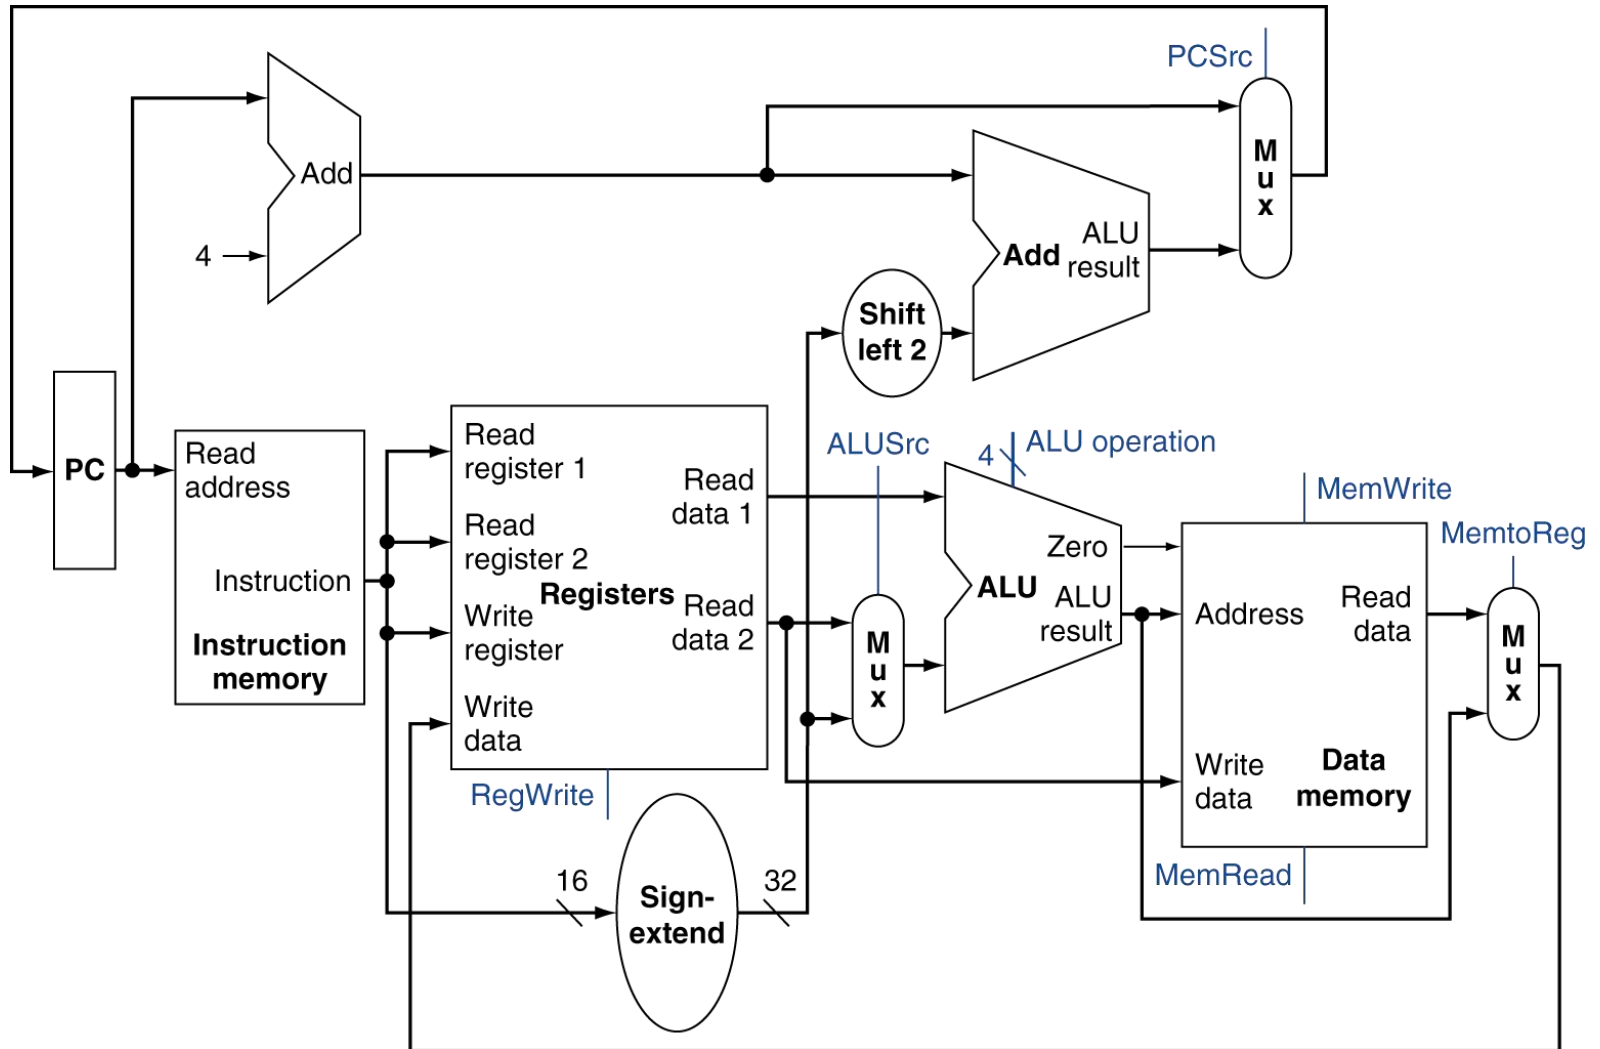 PCSrc
M
u
x
Add
4
Add
ALU
result
Shift
left 2
PC
Read
address
Instruction
Instruction
memory
Read
register 1
Read
register 2
Write
register
Write
data
Registers
Read
data 1
Read
data 2
RegWrite
16
Sign-
extend
32
ALUSrc
M
u
x
4
ALU operation
Zero
ALU
ALU
result
MemWrite
Address
Read
data
Write
data
Data
memory
MemRead
MemtoReg
M
u
x